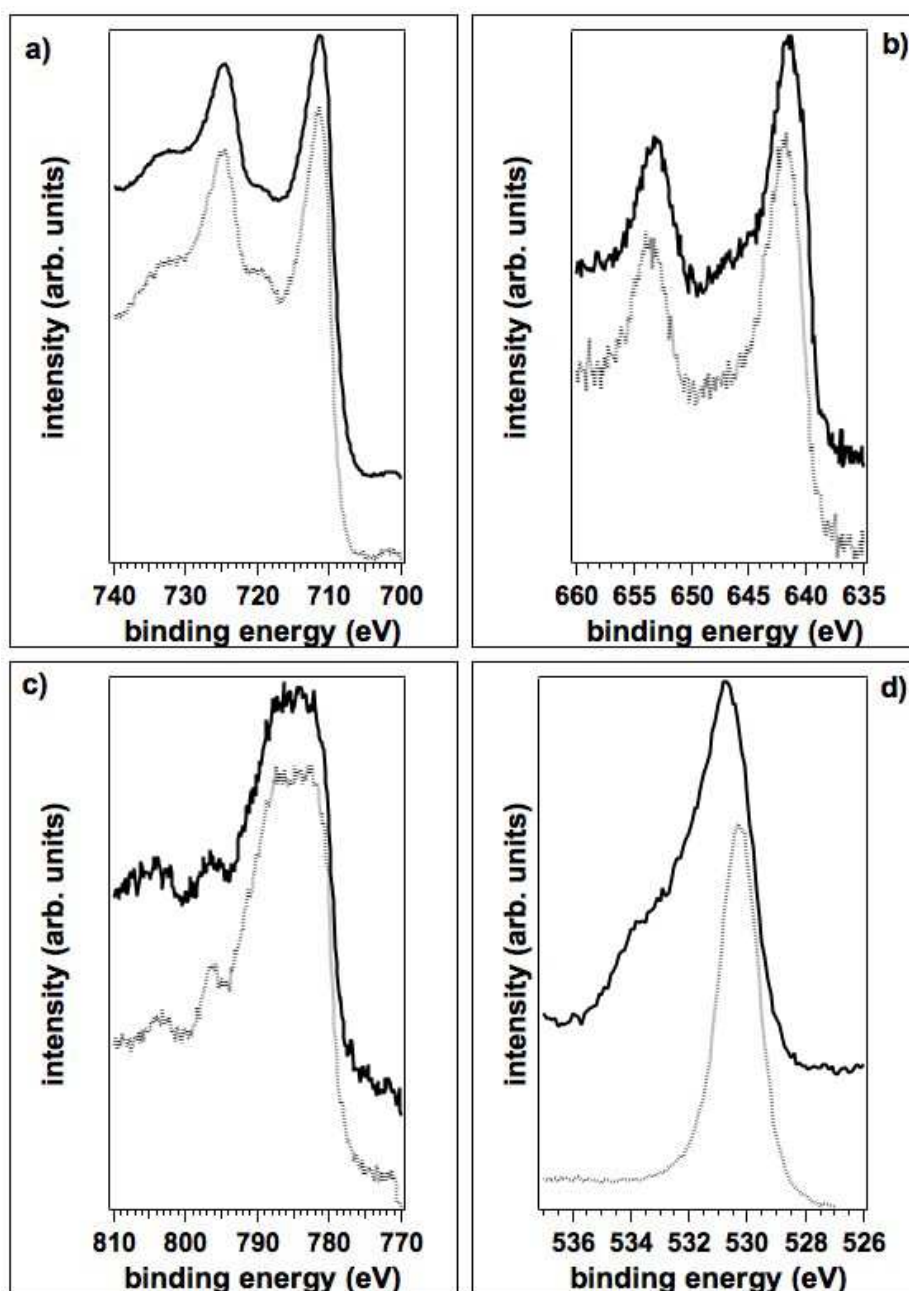 a)
intensity (arb. units)
740 730 720 710 700
binding energy (eV)
b)
intensity (arb. units)
660 655 650 645 640 635
binding energy (eV)
c)
intensity (arb. units)
810 800 790 780 770
binding energy (eV)
d)
intensity (arb. units)
536 534 532 530 528 526
binding energy (eV)